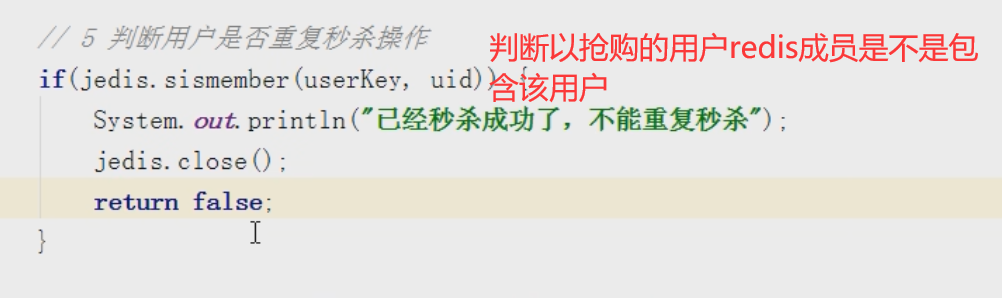 // 5 判断用户是否重复秒杀操作
判断以抢购的用户redis成员是不是包
含该用户
if(jedis.sismember(userKey, uid)) {
System.out.println("已经秒杀成功了，不能重复秒杀");
jedis.close();
return false;
}